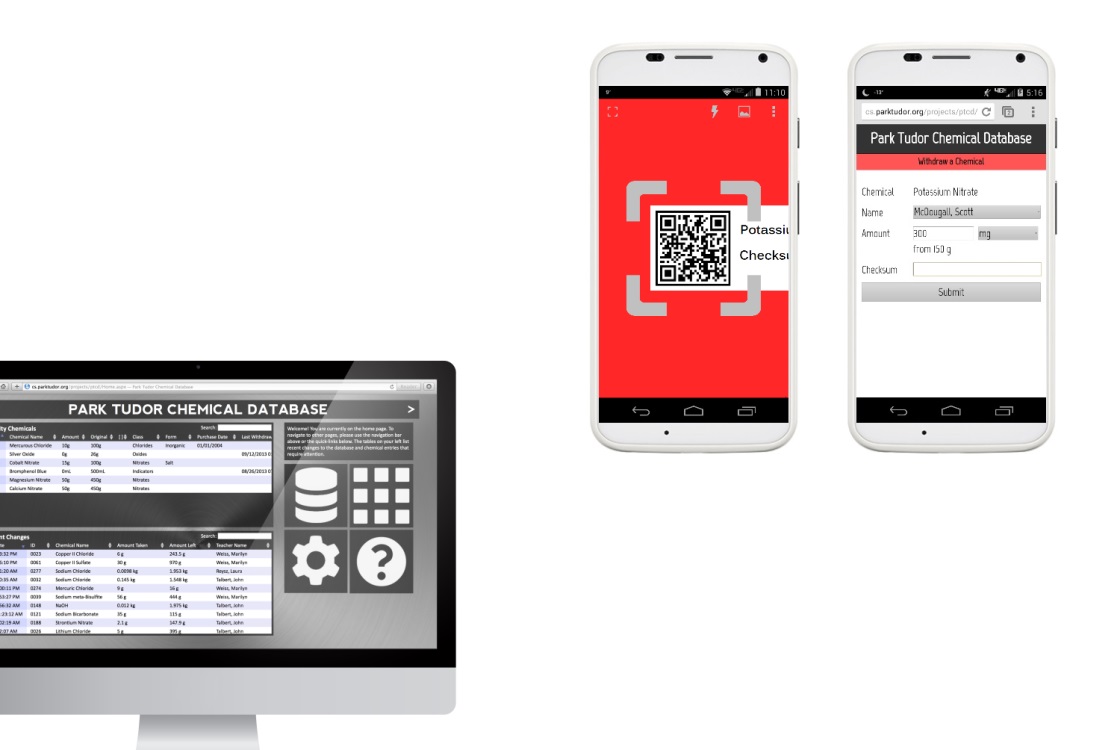 9°
11:10
Potassiu
Checksu
-13°
5:16
cs.parktudor.org/projects/ptcd/
Park Tudor Chemical Database
Withdraw a Chemical
Chemical Potassium Nitrate
Name McDougall, Scott
Amount 300 mg
from 150 g
Checksum
Submit
cs.parktudor.org/projects/ptcd/Home.aspx — Park Tudor Chemical Database
PARK TUDOR CHEMICAL DATABASE >
ity Chemicals Search
Chemical Name Amount Original Class Form Purchase Date Last Withdraw
Mercurous Chloride 10g 100g Chlorides Inorganic 01/01/2004
Silver Oxide 0g 26g Oxides 09/12/2013 0
Cobalt Nitrate 15g 100g Nitrates Salt
Bromphenol Blue 0mL 500mL Indicators 08/26/2013 0
Magnesium Nitrate 50g 450g Nitrates
Calcium Nitrate 50g 450g Nitrates
Welcome! You are currently on the home page. To
navigate to other pages, please use the navigation bar
above or the quick-links below. The tables on your left list
recent changes to the database and chemical entries that
require attention.
nt Changes Search
ID Chemical Name Amount Taken Amount Left Teacher Name
3:32 PM 0023 Copper II Chloride 6 g 243.5 g Weiss, Marilyn
5:10 PM 0061 Copper II Sulfate 30 g 970 g Weiss, Marilyn
1:20 AM 0277 Sodium Chloride 0.0098 kg 1.953 kg Reyes, Laura
0:35 AM 0032 Sodium Chloride 0.145 kg 1.548 kg Talbert, John
00:11 PM 0274 Mercuric Chloride 9 g 16 g Weiss, Marilyn
53:27 PM 0039 Sodium meta-Bisulfite 56 g 444 g Weiss, Marilyn
56:32 AM 0148 NaOH 0.012 kg 1.975 kg Talbert, John
:23:12 AM 0121 Sodium Bicarbonate 35 g 115 g Talbert, John
02:19 AM 0188 Strontium Nitrate 2.1 g 147.9 g Talbert, John
2:07 AM 0026 Lithium Chloride 5 g 395 g Talbert, John